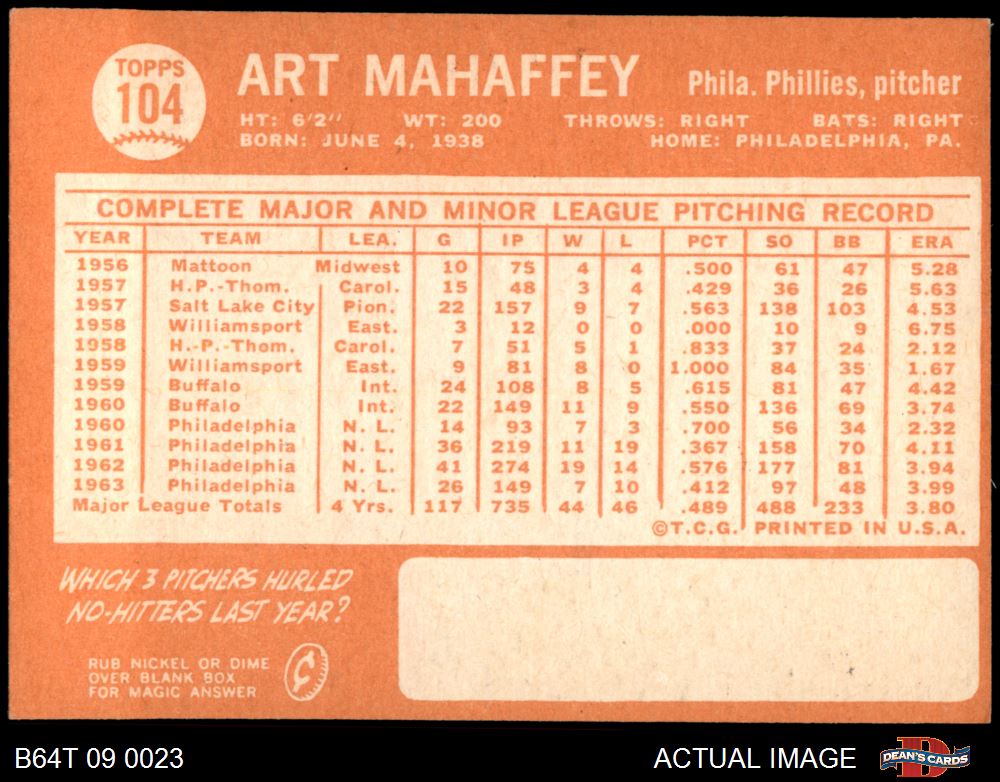 TOPPS
104
ART MAHAFFEY
Phila. Phillies, pitcher
HT: 6'2" WT: 200 THROWS: RIGHT BATS: RIGHT
BORN: JUNE 4, 1938 HOME: PHILADELPHIA, PA.
COMPLETE MAJOR AND MINOR LEAGUE PITCHING RECORD
YEAR TEAM LEA. G IP W L PCT SO BB ERA
1956 Mattoon Midwest 10 75 4 4 .500 61 47 5.28
1957 H.P.-Thom. Carol. 15 48 3 4 .429 36 26 5.63
1957 Salt Lake City Pion. 22 157 9 7 .563 138 103 4.53
1958 Williamsport East. 3 12 0 0 .000 10 9 6.75
1958 H.-P.-Thom. Carol. 7 51 5 1 .833 37 24 2.12
1959 Williamsport East. 9 81 8 0 1.000 84 35 1.67
1959 Buffalo Int. 24 108 8 5 .615 81 47 4.42
1960 Buffalo Int. 22 149 11 9 .550 136 69 3.74
1960 Philadelphia N. L. 14 93 7 3 .700 56 34 2.32
1961 Philadelphia N. L. 36 219 11 19 .367 158 70 4.11
1962 Philadelphia N. L. 41 274 19 14 .576 177 81 3.94
1963 Philadelphia N. L. 26 149 7 10 .412 97 48 3.99
Major League Totals 4 Yrs. 117 735 44 46 .489 488 233 3.80
©T.C.G. PRINTED IN U.S.A.
WHICH 3 PITCHERS HURLED
NO-HITTERS LAST YEAR?
RUB NICKEL OR DIME
OVER BLANK BOX
FOR MAGIC ANSWER
¢
B64T 09 0023
ACTUAL IMAGE
DEAN'S CARDS